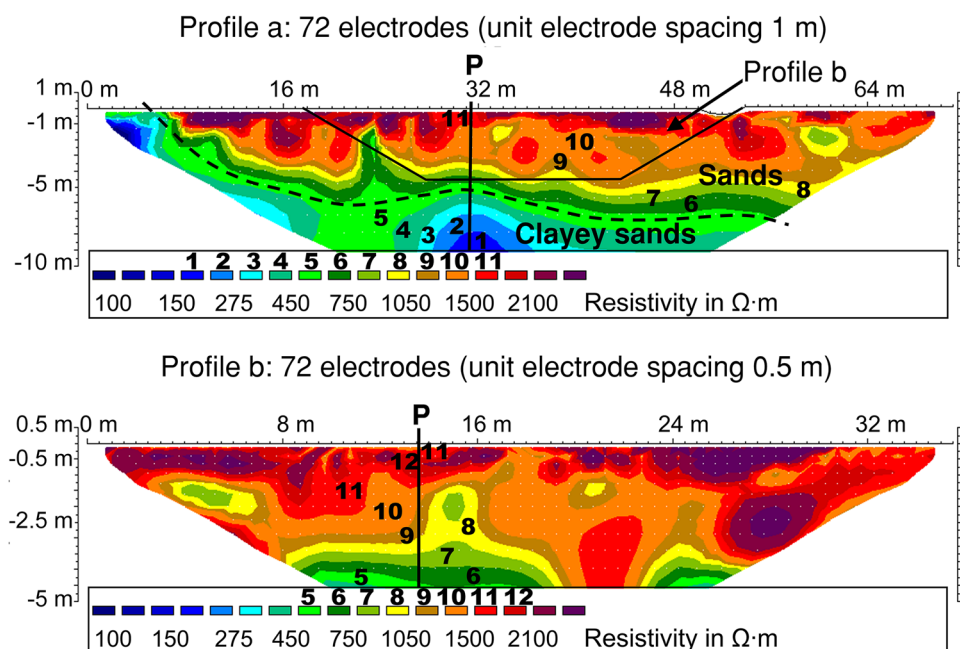 Profile a: 72 electrodes (unit electrode spacing 1 m)
P
Profile b
1 m 0 m 16 m 32 m 48 m 64 m
-1 m
11
10
9
-5 m
Sands
8
7 6
5
4 3 2 1
Clayey sands
-10 m
1 2 3 4 5 6 7 8 9 10 11
100 150 275 450 750 1050 1500 2100 Resistivity in Ω·m
Profile b: 72 electrodes (unit electrode spacing 0.5 m)
P
0.5 m 0 m 8 m 16 m 24 m 32 m
-0.5 m
12 11
11
10
-2.5 m
9 8
7
5 6
-5 m
5 6 7 8 9 10 11 12
100 150 275 450 750 1050 1500 2100 Resistivity in Ω·m